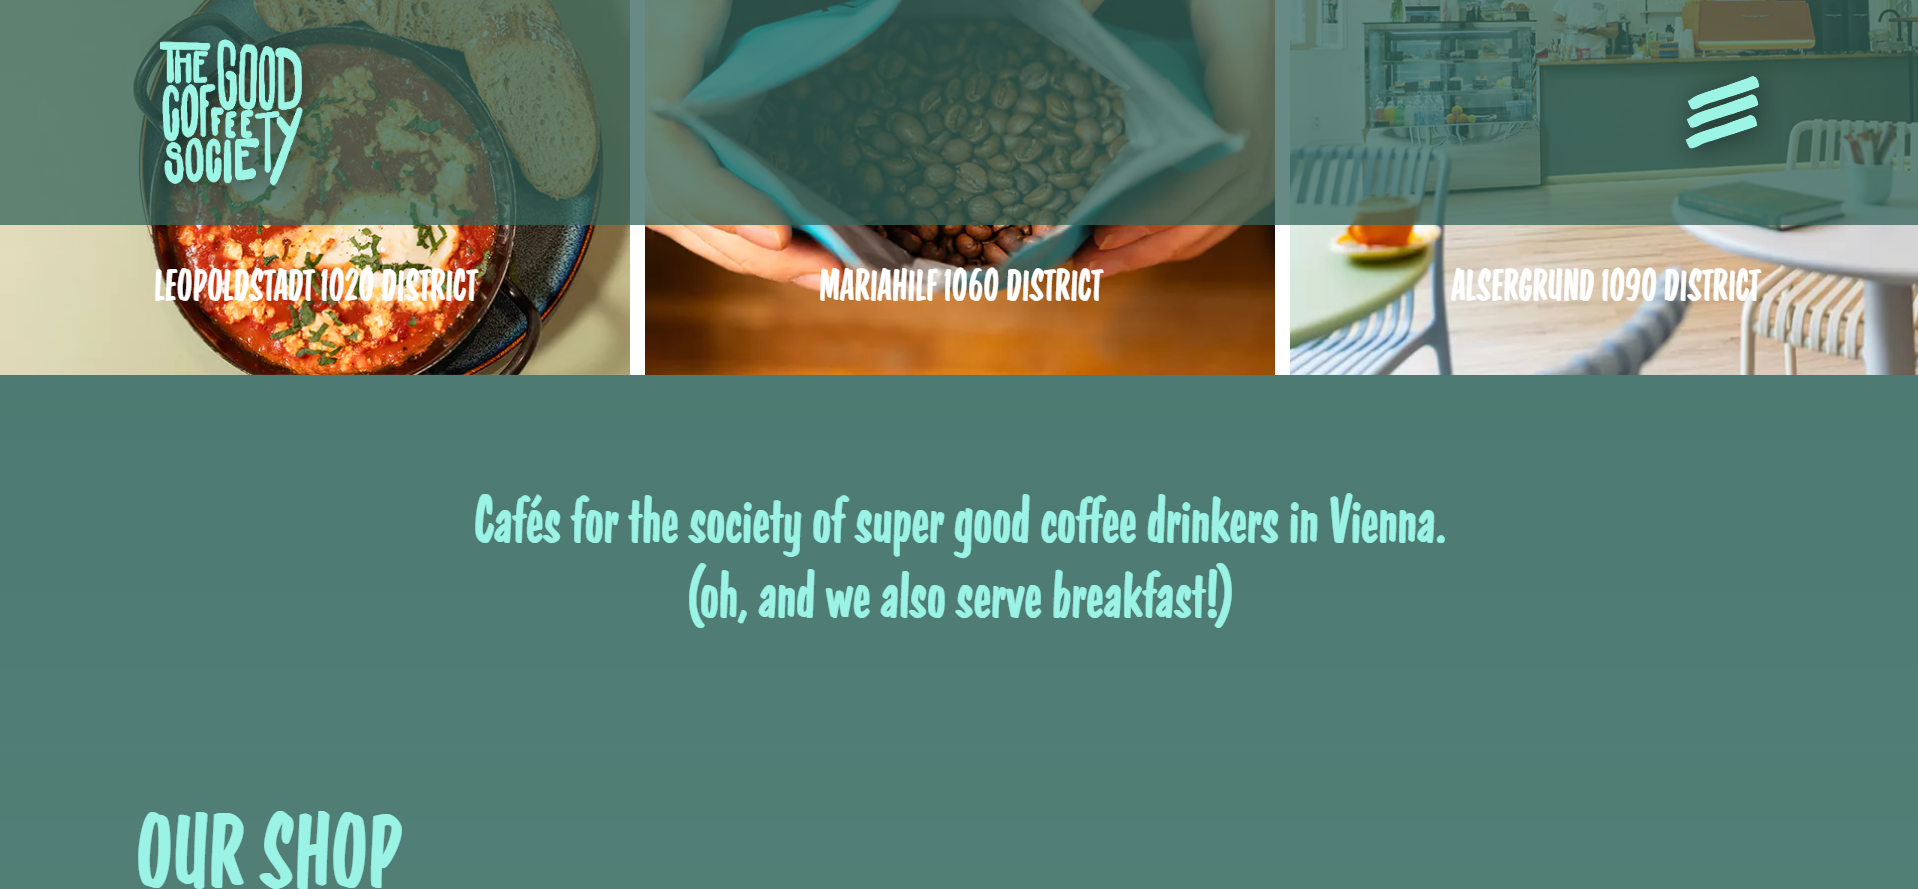 THE GOOD
COFFEE
SOCIETY
LEOPOLDSTADT 1020 DISTRICT
MARIAHILF 1060 DISTRICT
ALSERGRUND 1090 DISTRICT
Cafés for the society of super good coffee drinkers in Vienna.
(oh, and we also serve breakfast!)
OUR SHOP